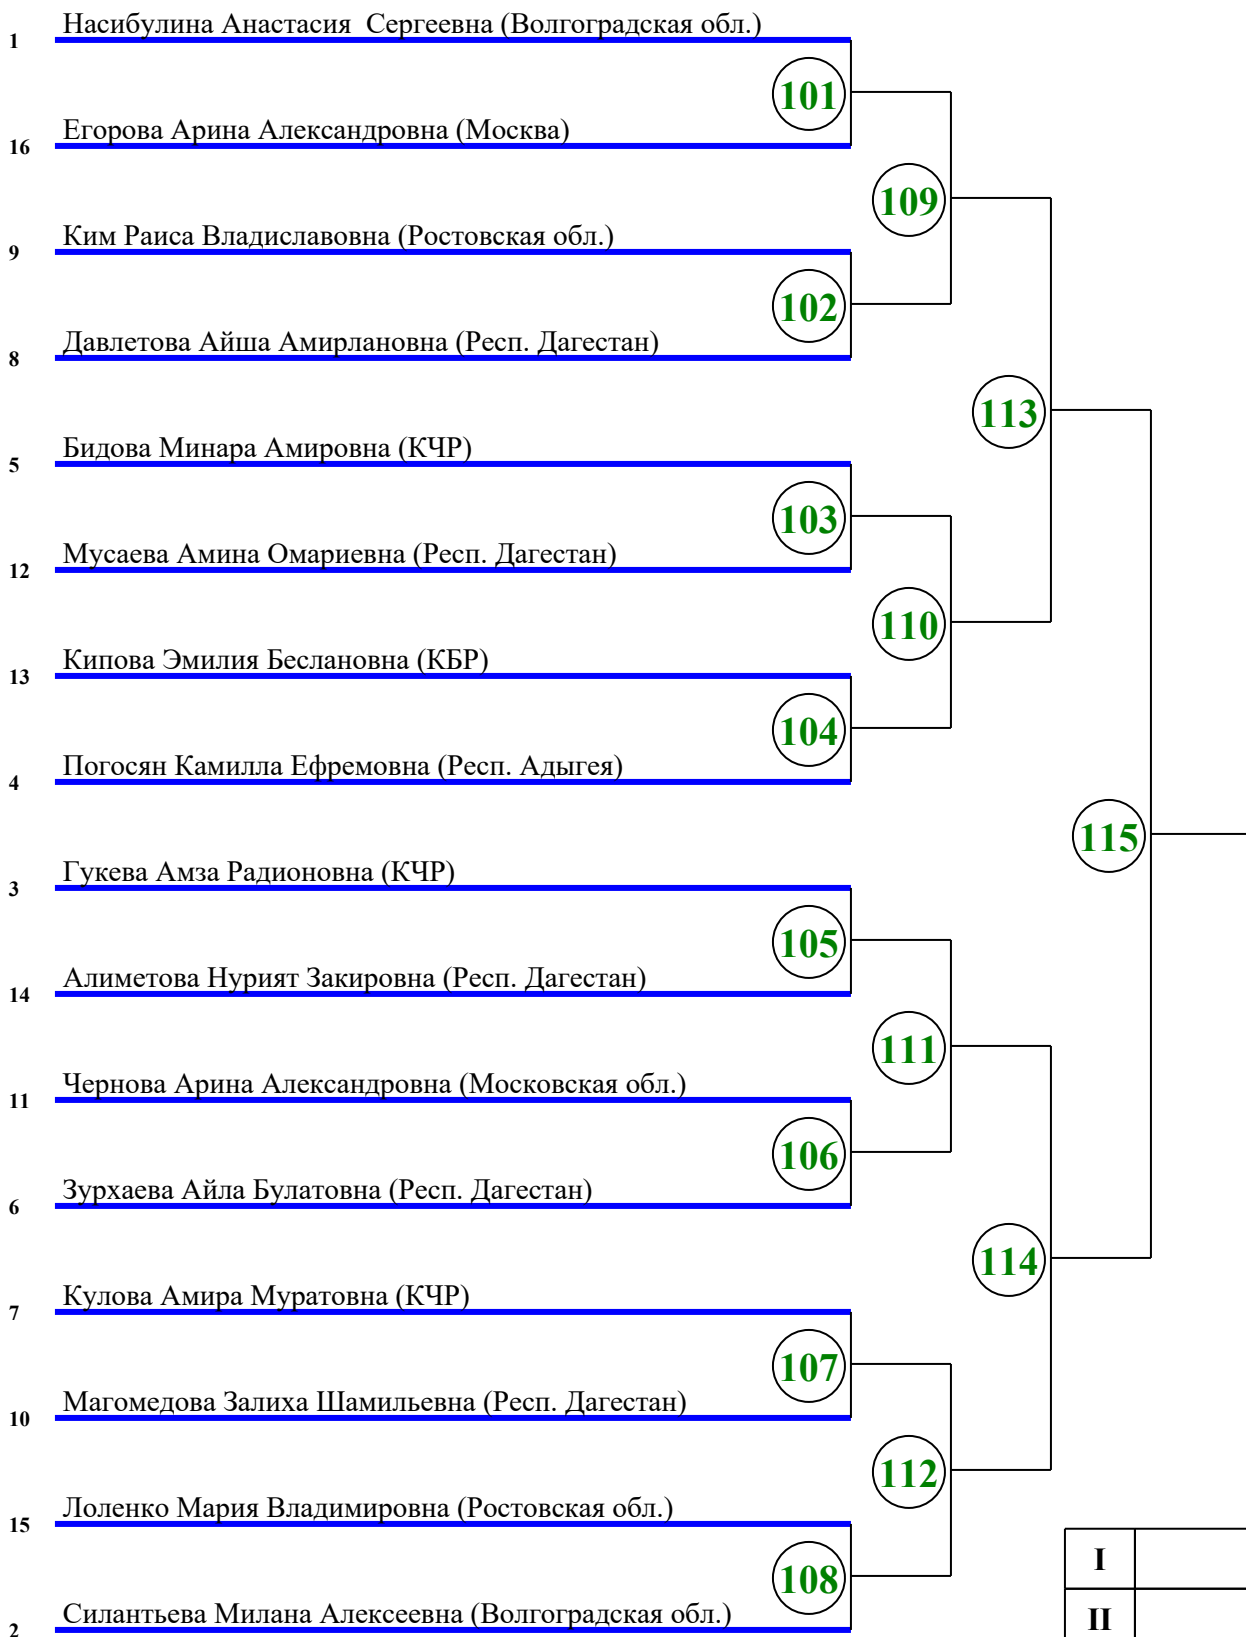 Насибулина Анастасия  Сергеевна (Волгоградская обл.)
1
101
Егорова Арина Александровна (Москва)
16
109
Ким Раиса Владиславовна (Ростовская обл.)
9
102
Давлетова Айша Амирлановна (Респ. Дагестан)
8
113
Бидова Минара Амировна (КЧР)
5
103
Мусаева Амина Омариевна (Респ. Дагестан)
12
110
Кипова Эмилия Беслановна (КБР)
13
104
Погосян Камилла Ефремовна (Респ. Адыгея)
4
115
Гукева Амза Радионовна (КЧР)
3
105
Алиметова Нурият Закировна (Респ. Дагестан)
14
111
Чернова Арина Александровна (Московская обл.)
11
106
Зурхаева Айла Булатовна (Респ. Дагестан)
6
114
Кулова Амира Муратовна (КЧР)
7
107
Магомедова Залиха Шамильевна (Респ. Дагестан)
10
112
Лоленко Мария Владимировна (Ростовская обл.)
15
I
108
Силантьева Милана Алексеевна (Волгоградская обл.)
2
II